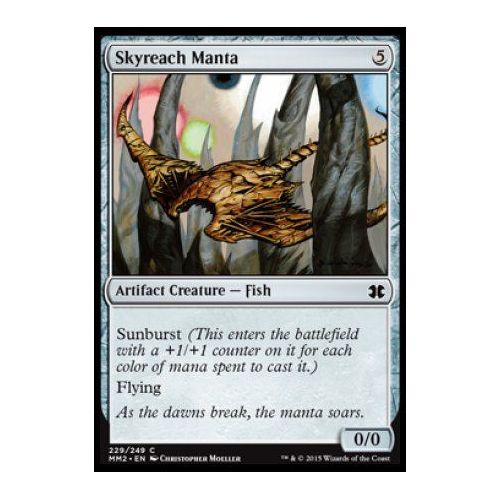 Skyreach Manta 5
Artifact Creature — Fish
Sunburst (This enters the battlefield
with a +1/+1 counter on it for each
color of mana spent to cast it.)
Flying
As the dawns break, the manta soars.
0/0
229/249 C
MM2 • EN Christopher Moeller ™ & © 2015 Wizards of the Coast